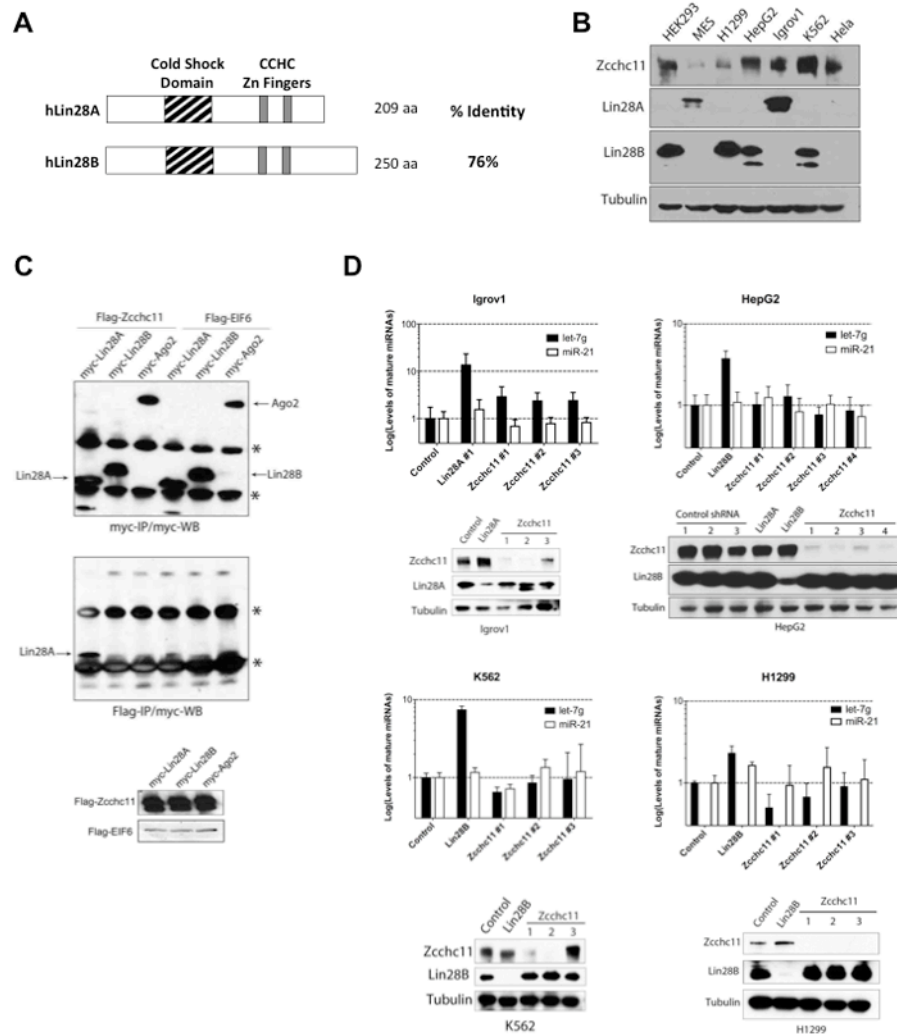 A
Cold Shock Domain
CCHC Zn Fingers
hLin28A
209 aa
% Identity
hLin28B
250 aa
76%
B
HEK293
MES
H1299
HepG2
Igrov1
K562
Hela
Zcchc11
Lin28A
Lin28B
Tubulin
C
Flag-Zcchc11
Flag-EIF6
myc-Lin28A
myc-Lin28B
myc-Ago2
myc-Lin28A
myc-Lin28B
myc-Ago2
Ago2
*
Lin28A
Lin28B
*
myc-IP/myc-WB
*
Lin28A
*
Flag-IP/myc-WB
myc-Lin28A
myc-Lin28B
myc-Ago2
Flag-Zcchc11
Flag-EIF6
D
Igrov1
Log(Levels of mature miRNAs)
100
10
1
let-7g
miR-21
Control
Lin28A #1
Zcchc11 #1
Zcchc11 #2
Zcchc11 #3
Control
Lin28A
Zcchc11
1 2 3
Zcchc11
Lin28A
Tubulin
Igrov1
HepG2
Log(Levels of mature miRNAs)
10
1
let-7g
miR-21
Control
Lin28B
Zcchc11 #1
Zcchc11 #2
Zcchc11 #3
Zcchc11 #4
Control shRNA
1 2 3
Lin28A
Lin28B
Zcchc11
1 2 3 4
Zcchc11
Lin28B
Tubulin
HepG2
K562
Log(Levels of mature miRNAs)
10
1
let-7g
miR-21
Control
Lin28B
Zcchc11 #1
Zcchc11 #2
Zcchc11 #3
Control
Lin28B
Zcchc11
1 2 3
Zcchc11
Lin28B
Tubulin
K562
H1299
Log(Levels of mature miRNAs)
10
1
let-7g
miR-21
Control
Lin28B
Zcchc11 #1
Zcchc11 #2
Zcchc11 #3
Control
Lin28B
Zcchc11
1 2 3
Zcchc11
Lin28B
Tubulin
H1299